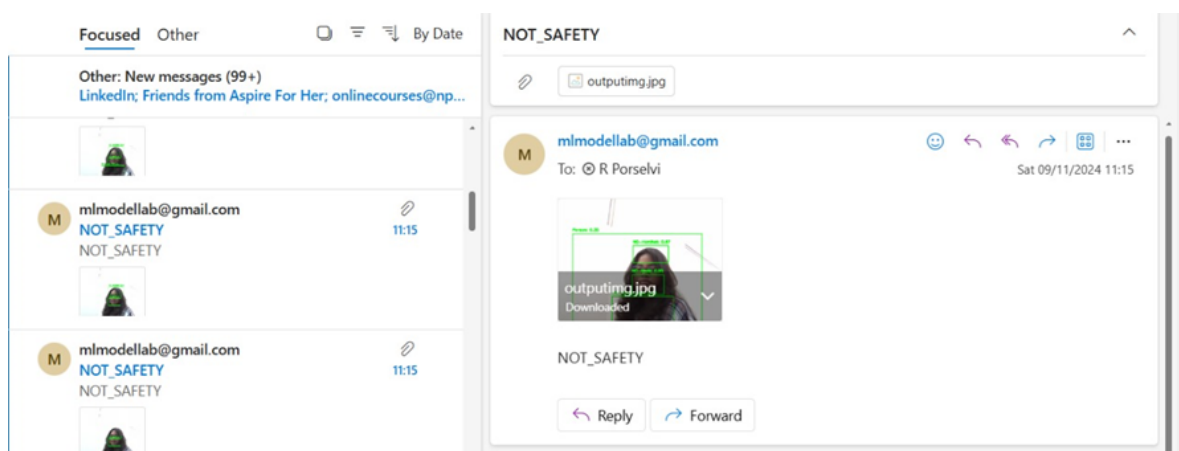 Focused Other By Date
Other: New messages (99+)
LinkedIn; Friends from Aspire For Her; onlinecourses@np...
M mlmodellab@gmail.com
NOT_SAFETY 11:15
NOT_SAFETY
M mlmodellab@gmail.com
NOT_SAFETY 11:15
NOT_SAFETY
NOT_SAFETY
outputimg.jpg
M mlmodellab@gmail.com
To: R Porselvi Sat 09/11/2024 11:15
outputimg.jpg
Downloaded
NOT_SAFETY
Reply Forward